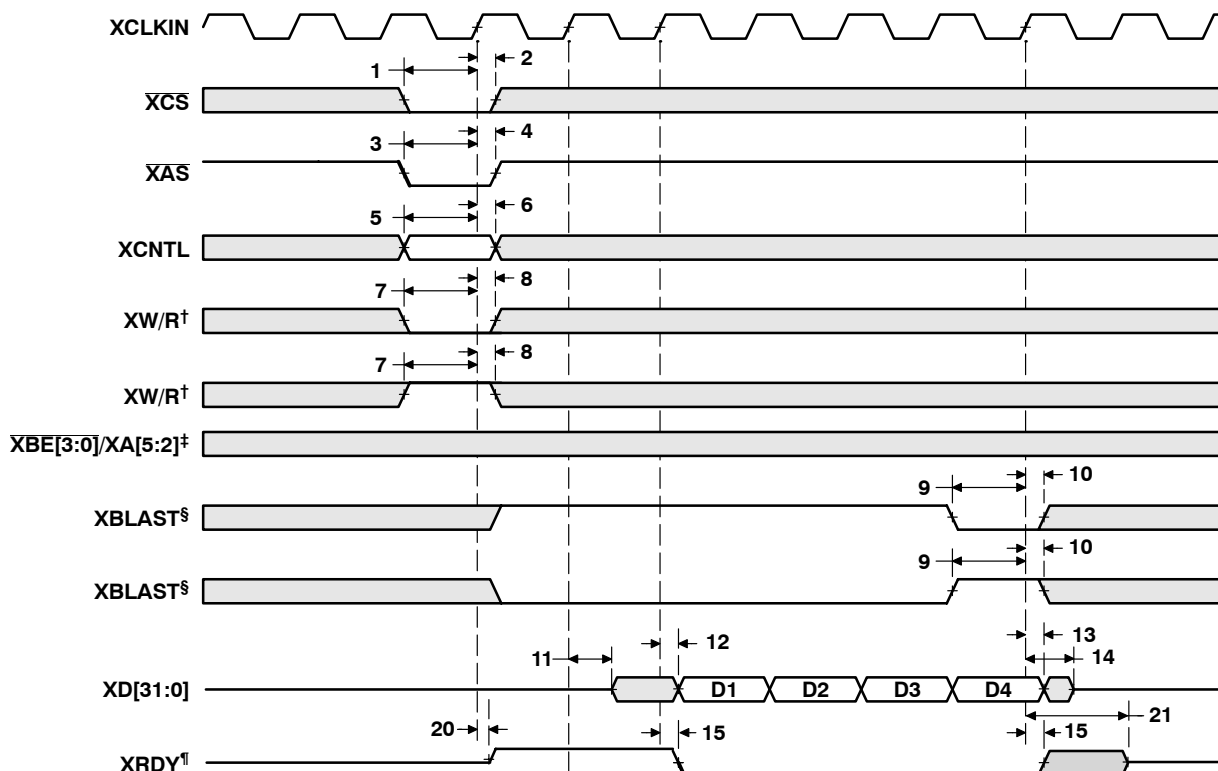 XCLKIN
1
2
XCS
3
4
XAS
5
6
XCNTL
7
8
XW/R†
7
8
XW/R†
XBE[3:0]/XA[5:2]‡
9
10
XBLAST§
9
10
XBLAST§
11
12
13
14
XD[31:0]
D1
D2
D3
D4
20
15
15
21
XRDY¶